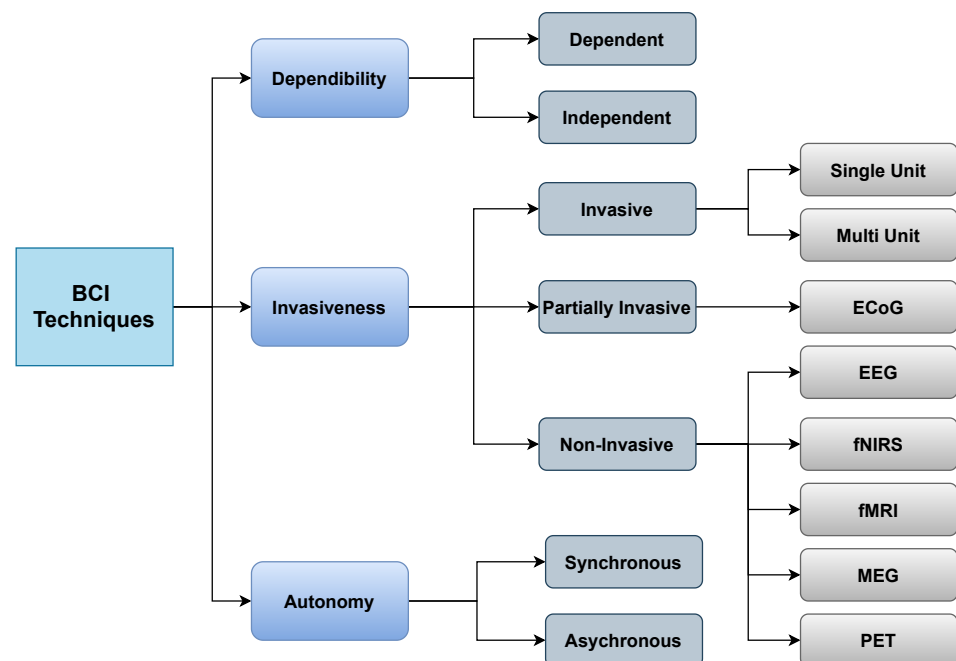 Dependent
Dependibility
Independent
Single Unit
Invasive
Multi Unit
BCI
Techniques
Invasiveness
Partially Invasive
ECoG
EEG
Non-Invasive
fNIRS
fMRI
Synchronous
MEG
Autonomy
Asychronous
PET